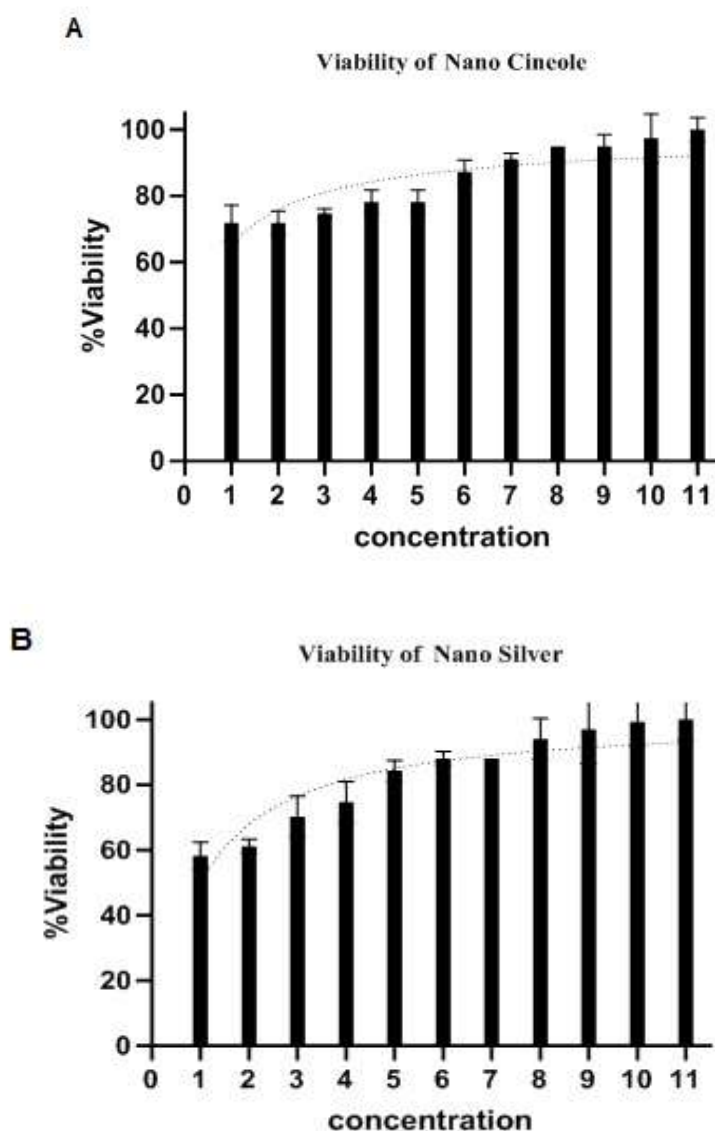 A
Viability of Nano Cineole
100
80
60
40
20
0
%Viability
0 1 2 3 4 5 6 7 8 9 10 11
concentration
B
Viability of Nano Silver
100
80
60
40
20
0
%Viability
0 1 2 3 4 5 6 7 8 9 10 11
concentration